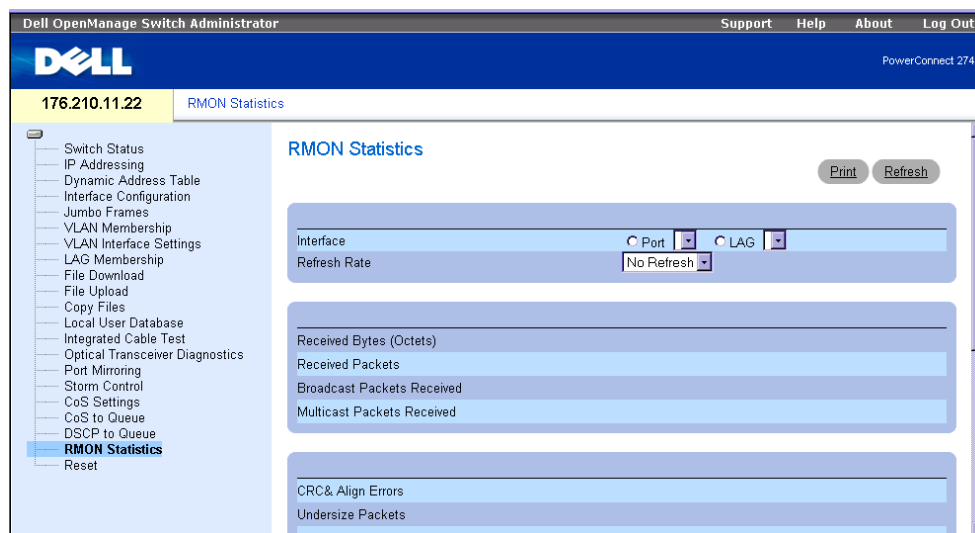 Dell OpenManage Switch Administrator Support Help About Log Out
DELL
PowerConnect 274
176.210.11.22 RMON Statistics
Switch Status
IP Addressing
Dynamic Address Table
Interface Configuration
Jumbo Frames
VLAN Membership
VLAN Interface Settings
LAG Membership
File Download
File Upload
Copy Files
Local User Database
Integrated Cable Test
Optical Transceiver Diagnostics
Port Mirroring
Storm Control
CoS Settings
CoS to Queue
DSCP to Queue
RMON Statistics
Reset
RMON Statistics
Print Refresh
Interface Port LAG
Refresh Rate No Refresh
Received Bytes (Octets)
Received Packets
Broadcast Packets Received
Multicast Packets Received
CRC& Align Errors
Undersize Packets